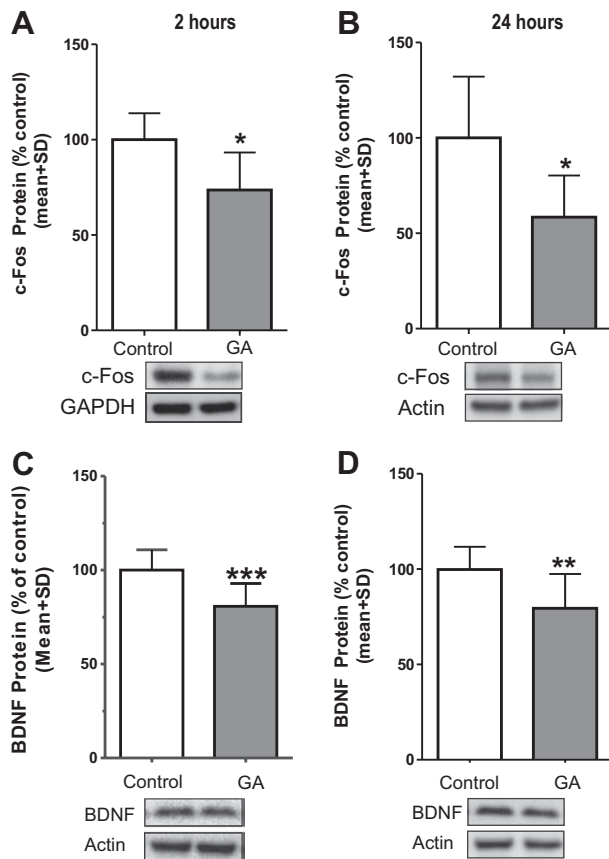 A
2 hours
c-Fos Protein (% control)
(mean+SD)
150
100
50
0
*
Control
GA
c-Fos
GAPDH
B
24 hours
c-Fos Protein (% control)
(mean+SD)
150
100
50
0
*
Control
GA
c-Fos
Actin
C
BDNF Protein (% of control)
(Mean+SD)
150
100
50
0
***
Control
GA
BDNF
Actin
D
BDNF Protein (% control)
(mean+SD)
150
100
50
0
**
Control
GA
BDNF
Actin